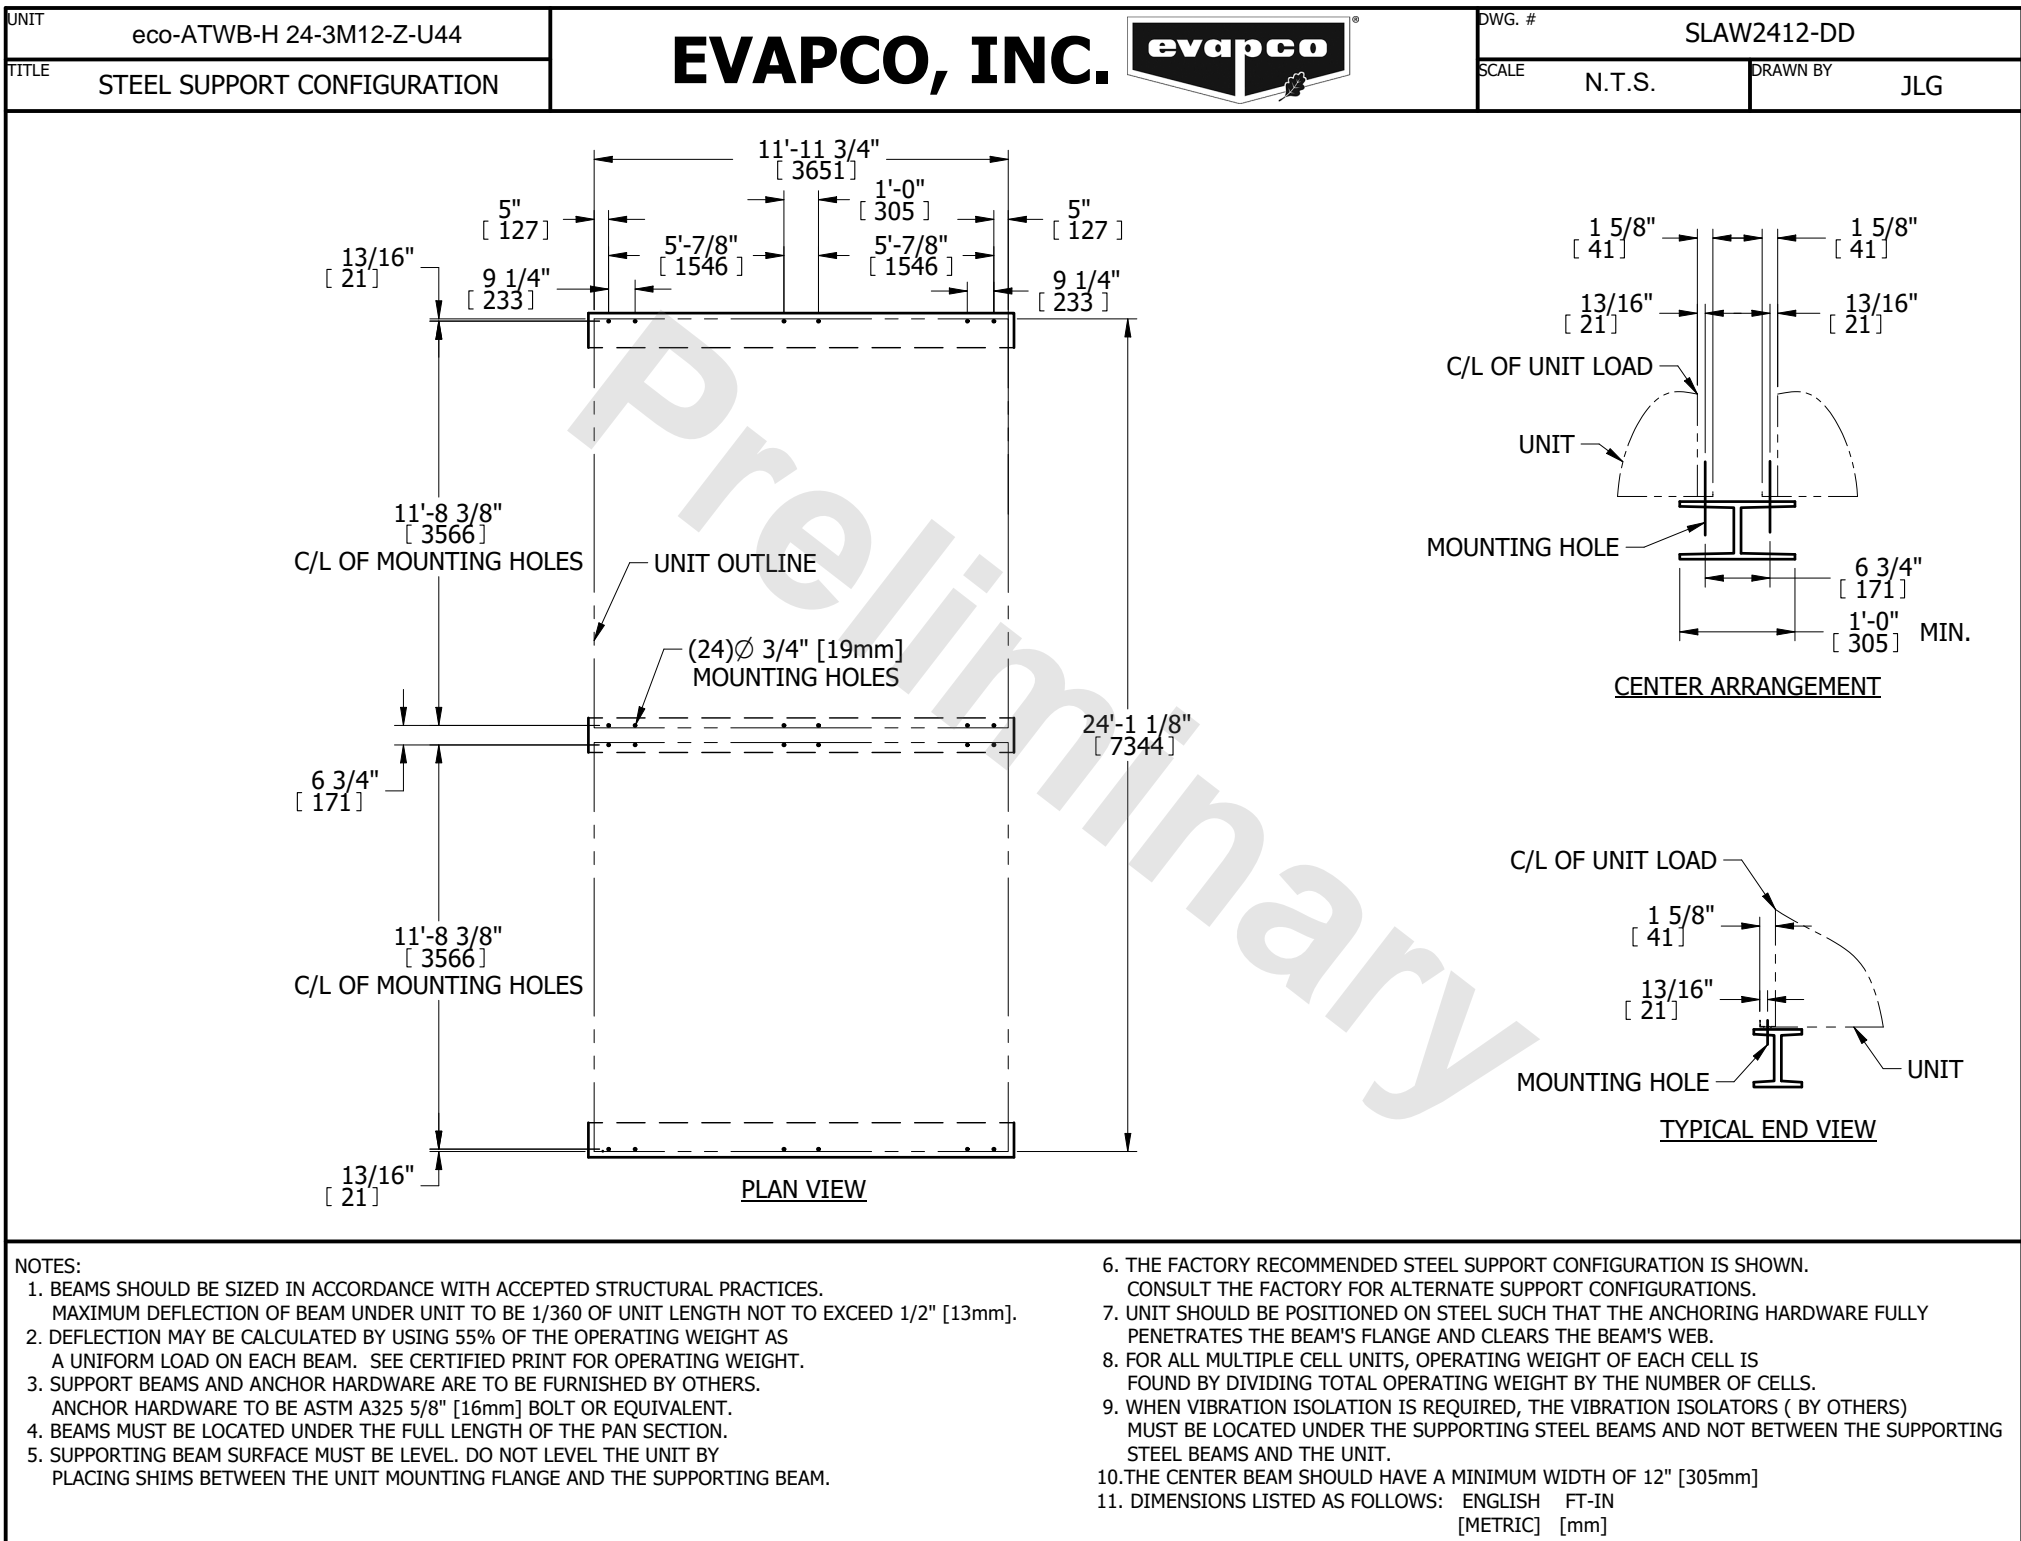 UNIT
eco-ATWB-H 24-3M12-Z-U44
TITLE
STEEL SUPPORT CONFIGURATION
EVAPCO, INC.
evapco
®
DWG. #
SLAW2412-DD
SCALE
N.T.S.
DRAWN BY
JLG
11'-11 3/4"
[ 3651]
1'-0"
[ 305 ]
5"
[ 127]
5"
[ 127 ]
5'-7/8"
[ 1546 ]
5'-7/8"
[ 1546 ]
13/16"
[ 21]
9 1/4"
[ 233]
9 1/4"
[ 233 ]
11'-8 3/8"
[ 3566]
C/L OF MOUNTING HOLES
UNIT OUTLINE
(24)Ø 3/4" [19mm]
MOUNTING HOLES
24'-1 1/8"
[ 7344]
6 3/4"
[ 171]
11'-8 3/8"
[ 3566]
C/L OF MOUNTING HOLES
13/16"
[ 21]
PLAN VIEW
1 5/8"
[ 41]
1 5/8"
[ 41]
13/16"
[ 21]
13/16"
[ 21]
C/L OF UNIT LOAD
UNIT
MOUNTING HOLE
6 3/4"
[ 171]
1'-0"
[ 305] MIN.
CENTER ARRANGEMENT
C/L OF UNIT LOAD
1 5/8"
[ 41]
13/16"
[ 21]
MOUNTING HOLE
UNIT
TYPICAL END VIEW
Preliminary
NOTES:
1. BEAMS SHOULD BE SIZED IN ACCORDANCE WITH ACCEPTED STRUCTURAL PRACTICES.
MAXIMUM DEFLECTION OF BEAM UNDER UNIT TO BE 1/360 OF UNIT LENGTH NOT TO EXCEED 1/2" [13mm].
2. DEFLECTION MAY BE CALCULATED BY USING 55% OF THE OPERATING WEIGHT AS
A UNIFORM LOAD ON EACH BEAM. SEE CERTIFIED PRINT FOR OPERATING WEIGHT.
3. SUPPORT BEAMS AND ANCHOR HARDWARE ARE TO BE FURNISHED BY OTHERS.
ANCHOR HARDWARE TO BE ASTM A325 5/8" [16mm] BOLT OR EQUIVALENT.
4. BEAMS MUST BE LOCATED UNDER THE FULL LENGTH OF THE PAN SECTION.
5. SUPPORTING BEAM SURFACE MUST BE LEVEL. DO NOT LEVEL THE UNIT BY
PLACING SHIMS BETWEEN THE UNIT MOUNTING FLANGE AND THE SUPPORTING BEAM.
6. THE FACTORY RECOMMENDED STEEL SUPPORT CONFIGURATION IS SHOWN.
CONSULT THE FACTORY FOR ALTERNATE SUPPORT CONFIGURATIONS.
7. UNIT SHOULD BE POSITIONED ON STEEL SUCH THAT THE ANCHORING HARDWARE FULLY
PENETRATES THE BEAM'S FLANGE AND CLEARS THE BEAM'S WEB.
8. FOR ALL MULTIPLE CELL UNITS, OPERATING WEIGHT OF EACH CELL IS
FOUND BY DIVIDING TOTAL OPERATING WEIGHT BY THE NUMBER OF CELLS.
9. WHEN VIBRATION ISOLATION IS REQUIRED, THE VIBRATION ISOLATORS ( BY OTHERS)
MUST BE LOCATED UNDER THE SUPPORTING STEEL BEAMS AND NOT BETWEEN THE SUPPORTING
STEEL BEAMS AND THE UNIT.
10.THE CENTER BEAM SHOULD HAVE A MINIMUM WIDTH OF 12" [305mm]
11. DIMENSIONS LISTED AS FOLLOWS: ENGLISH FT-IN
[METRIC] [mm]